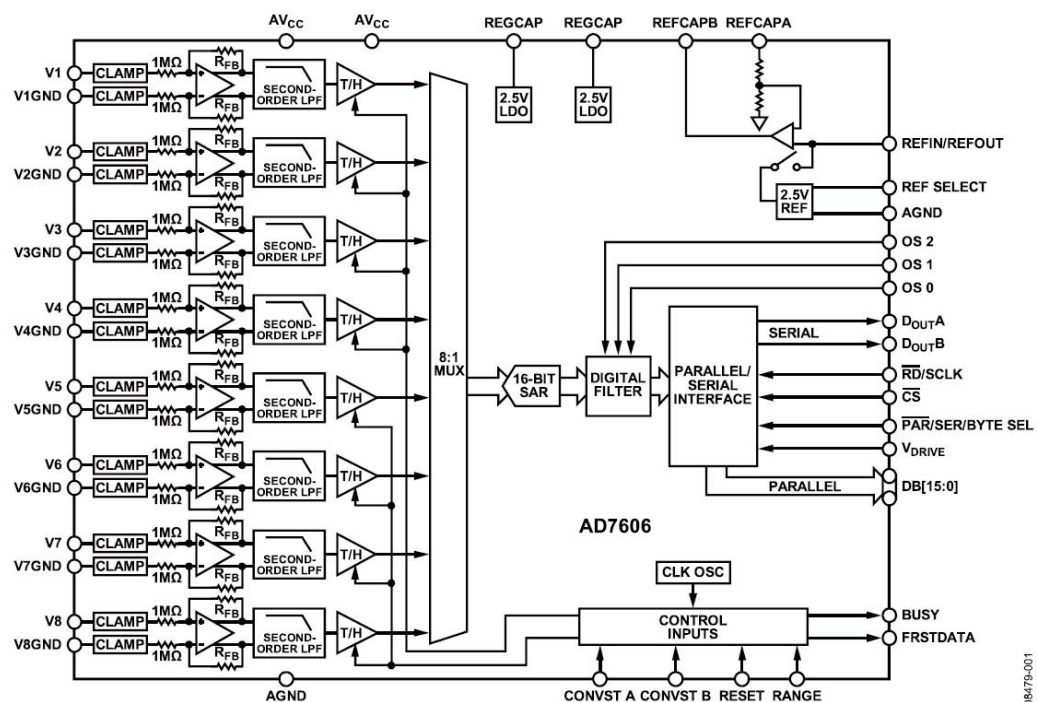 AVCC AVCC REGCAP REGCAP REFCAPB REFCAPA
V1 CLAMP 1MΩ RFB
V1GND CLAMP 1MΩ RFB
SECOND-
ORDER LPF
T/H
V2 CLAMP 1MΩ RFB
V2GND CLAMP 1MΩ RFB
SECOND-
ORDER LPF
T/H
V3 CLAMP 1MΩ RFB
V3GND CLAMP 1MΩ RFB
SECOND-
ORDER LPF
T/H
V4 CLAMP 1MΩ RFB
V4GND CLAMP 1MΩ RFB
SECOND-
ORDER LPF
T/H
V5 CLAMP 1MΩ RFB
V5GND CLAMP 1MΩ RFB
SECOND-
ORDER LPF
T/H
V6 CLAMP 1MΩ RFB
V6GND CLAMP 1MΩ RFB
SECOND-
ORDER LPF
T/H
V7 CLAMP 1MΩ RFB
V7GND CLAMP 1MΩ RFB
SECOND-
ORDER LPF
T/H
V8 CLAMP 1MΩ RFB
V8GND CLAMP 1MΩ RFB
SECOND-
ORDER LPF
T/H
AGND
8:1
MUX
2.5V
LDO
2.5V
LDO
2.5V
REF
REFIN/REFOUT
REF SELECT
AGND
OS 2
OS 1
OS 0
16-BIT
SAR
DIGITAL
FILTER
PARALLEL/
SERIAL
INTERFACE
SERIAL
PARALLEL
DOUTA
DOUTB
RD/SCLK
CS
PAR/SER/BYTE SEL
VDRIVE
DB[15:0]
AD7606
CLK OSC
CONTROL
INPUTS
BUSY
FRSTDATA
CONVST A CONVST B RESET RANGE
08479-001